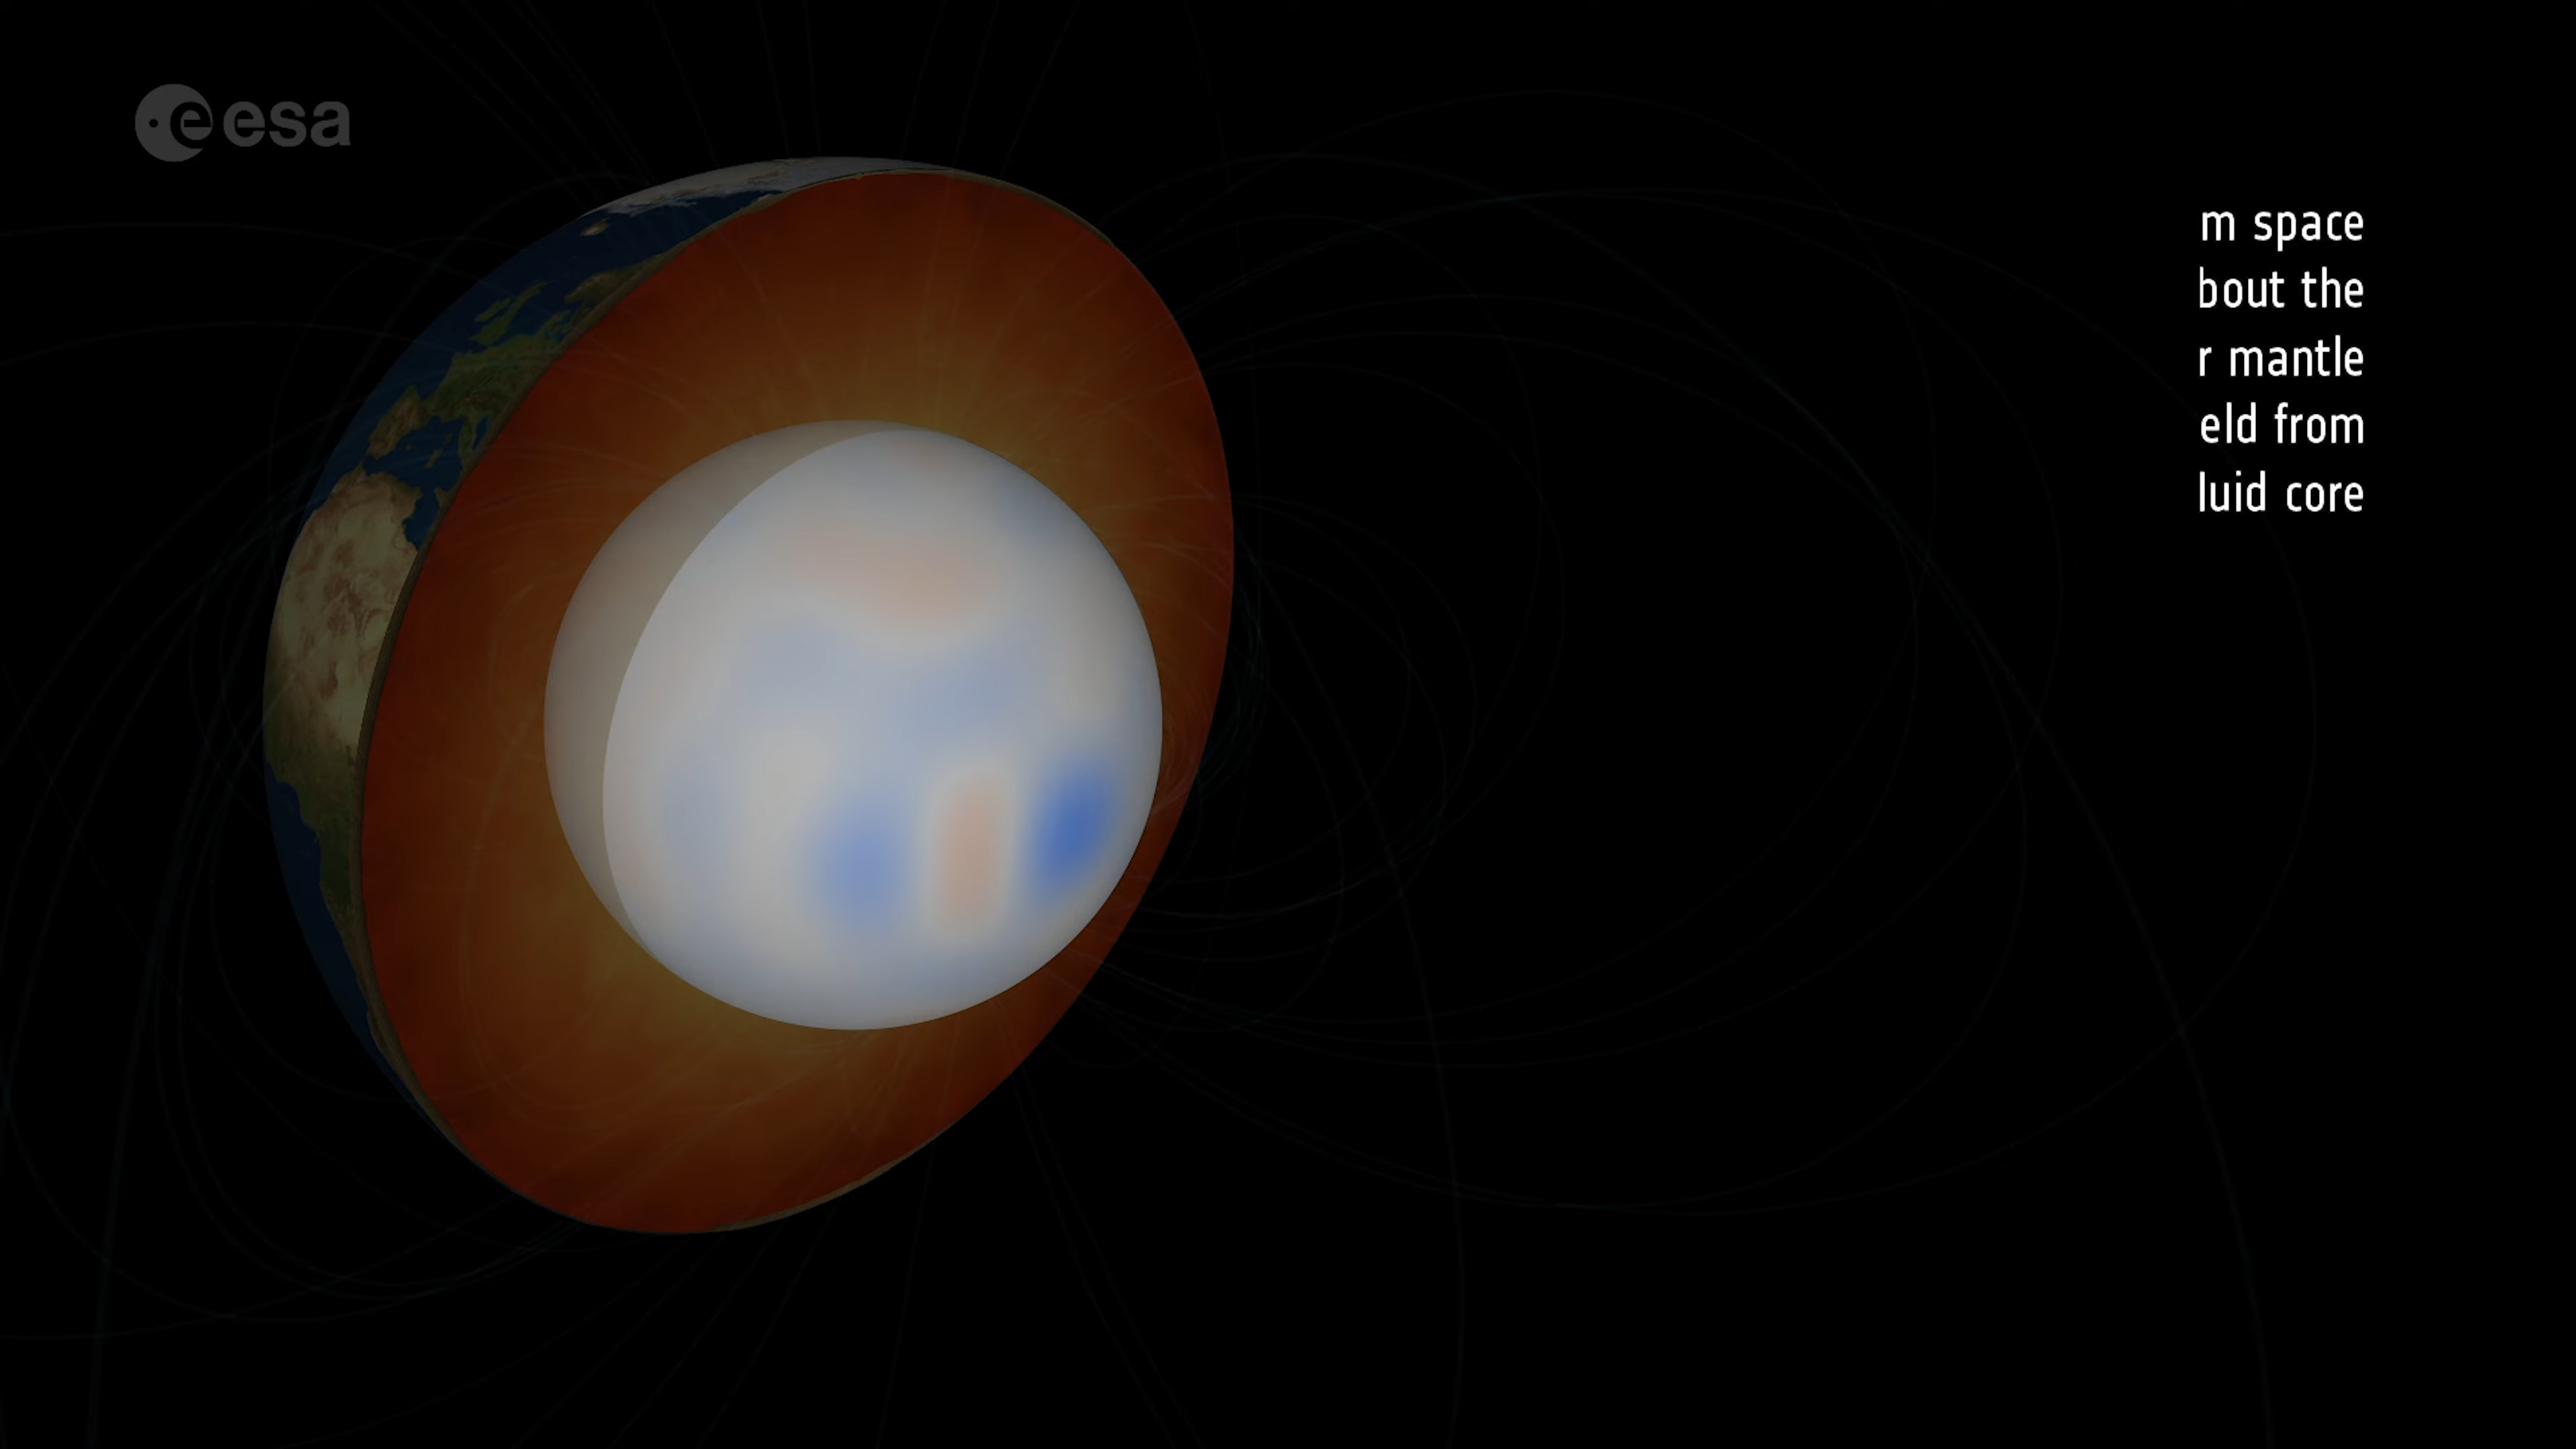 esa
m space
bout the
r mantle
eld from
luid core